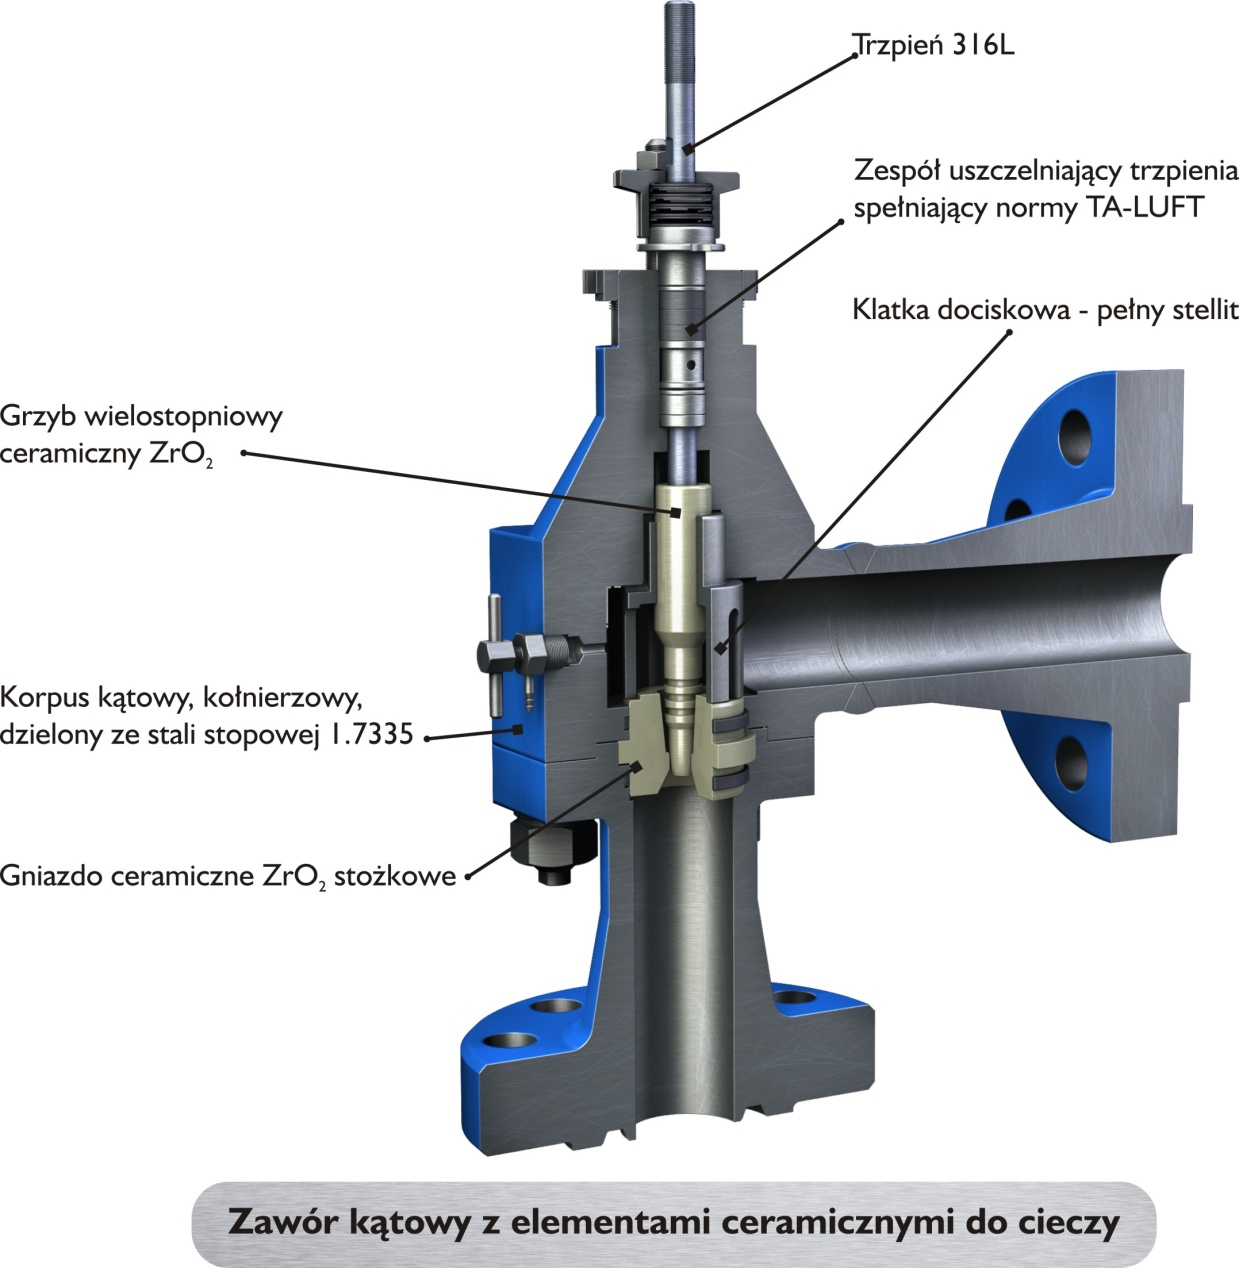 Trzpień 316L
Zespół uszczelniający trzpienia
spełniający normy TA-LUFT
Klatka dociskowa - pełny stellit
Grzyb wielostopniowy
ceramiczny ZrO₂
Korpus kątowy, kołnierzowy,
dzielony ze stali stopowej 1.7335
Gniazdo ceramiczne ZrO₂ stożkowe
Zawór kątowy z elementami ceramicznymi do cieczy